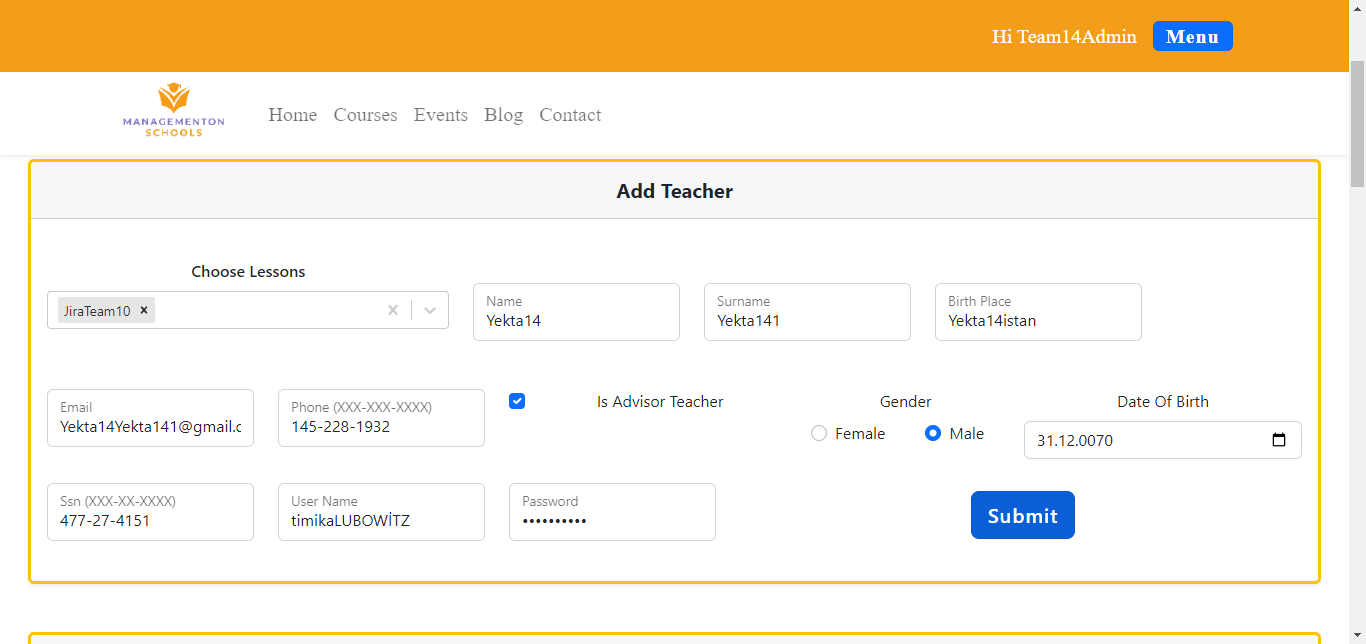 Hi Team14Admin
Menu
MANAGEMENTON
SCHOOLS
Home Courses Events Blog Contact
Add Teacher
Choose Lessons
JiraTeam10
Name
Yekta14
Surname
Yekta141
Birth Place
Yekta14istan
Email
Yekta14Yekta141@gmail.c
Phone (XXX-XXX-XXXX)
145-228-1932
Is Advisor Teacher
Gender
Female
Male
Date Of Birth
31.12.0070
Ssn (XXX-XX-XXXX)
477-27-4151
User Name
timikaLUBOWİTZ
Password
••••••••••
Submit